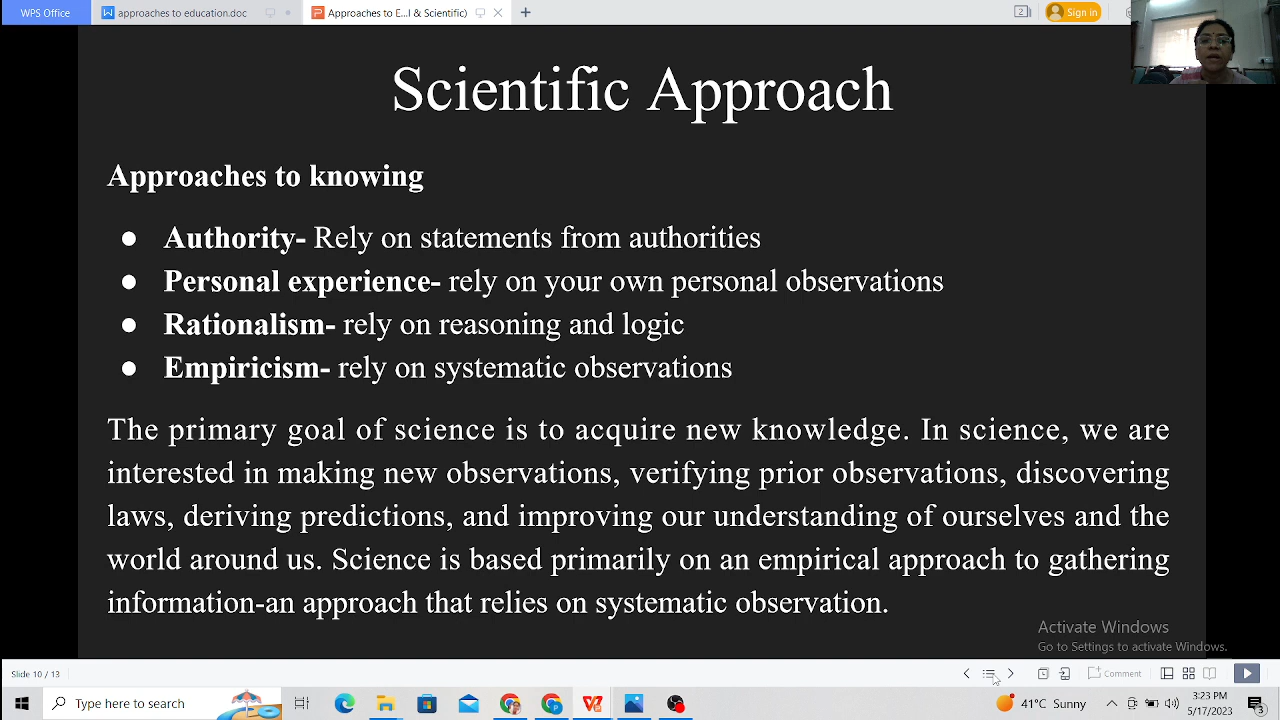 WPS Office
approaches to education.doc
Approaches to E...l & Scientific)
2
Sign in
Scientific Approach
Approaches to knowing
● Authority- Rely on statements from authorities
● Personal experience- rely on your own personal observations
● Rationalism- rely on reasoning and logic
● Empiricism- rely on systematic observations
The primary goal of science is to acquire new knowledge. In science, we are
interested in making new observations, verifying prior observations, discovering
laws, deriving predictions, and improving our understanding of ourselves and the
world around us. Science is based primarily on an empirical approach to gathering
information-an approach that relies on systematic observation.
Activate Windows
Go to Settings to activate Windows.
Slide 10 / 13
Comment
Type here to search
41°C Sunny
3:23 PM
5/17/2023
3